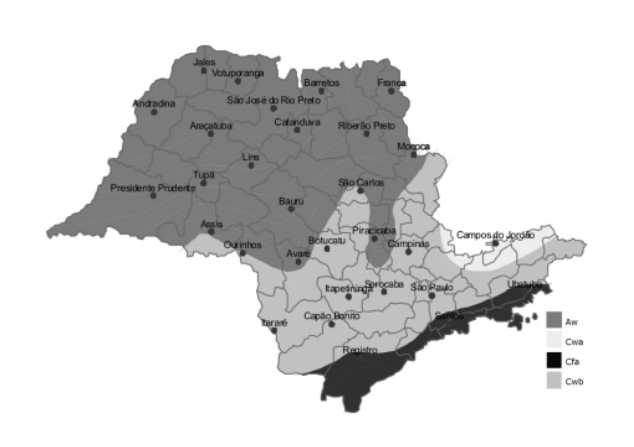 Jales
Votuporanga
Barretos
Franca
Andradina
São José do Rio Preto
Araçatuba
Catanduva
Riberão Preto
Mococa
Lins
Tupã
Presidente Prudente
São Carlos
Bauru
Assis
Piracicaba
Campos do Jordão
Ourinhos
Botucatu
Campinas
Avaré
Itapetininga
Sorocaba
São Paulo
Ubatuba
Itararé
Capão Bonito
Santos
Registro
Aw
Cwa
Cfa
Cwb